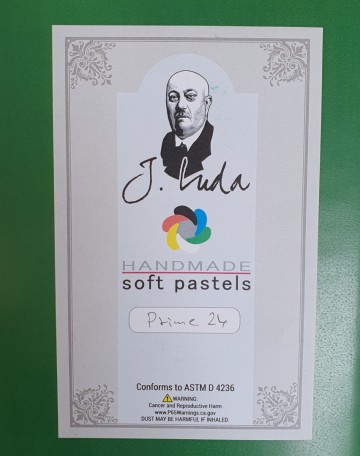 J. Luda
HANDMADE
soft pastels
Prime 24
Conforms to ASTM D 4236
WARNING:
Cancer and Reproductive Harm
www.P65Warnings.ca.gov
DUST MAY BE HARMFUL IF INHALED